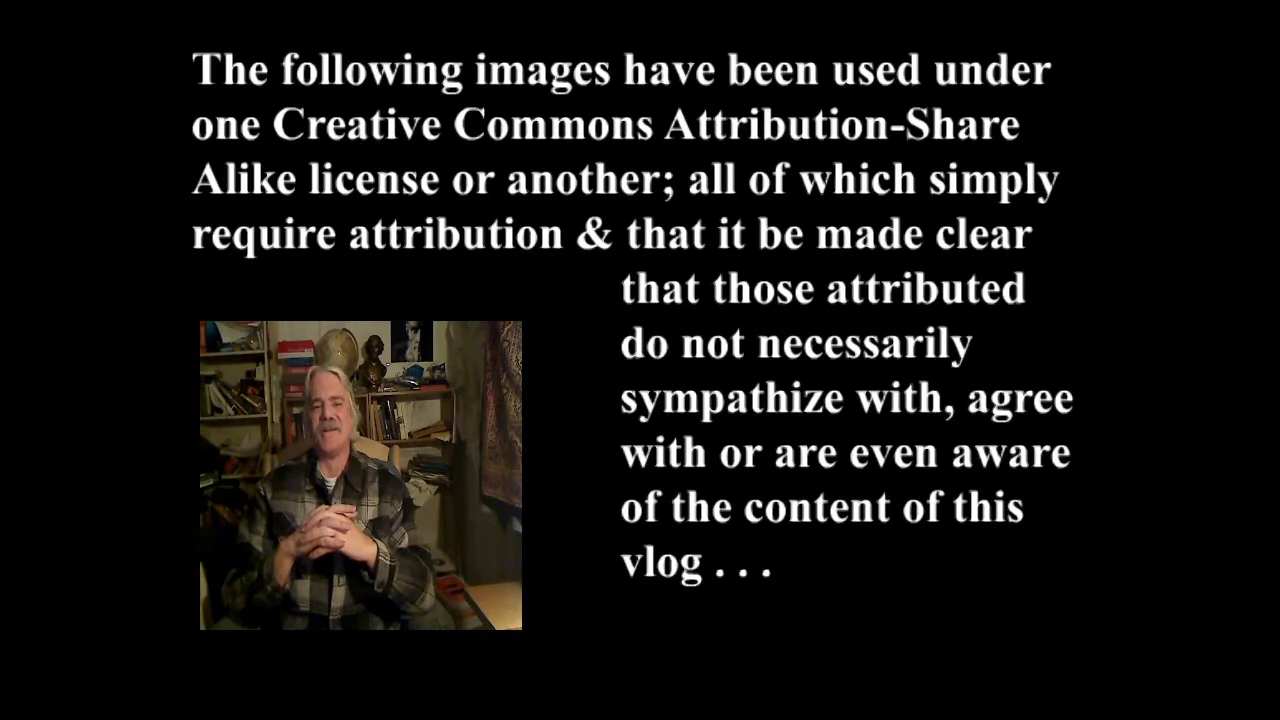 The following images have been used under
one Creative Commons Attribution-Share
Alike license or another; all of which simply
require attribution & that it be made clear
that those attributed
do not necessarily
sympathize with, agree
with or are even aware
of the content of this
vlog . . .